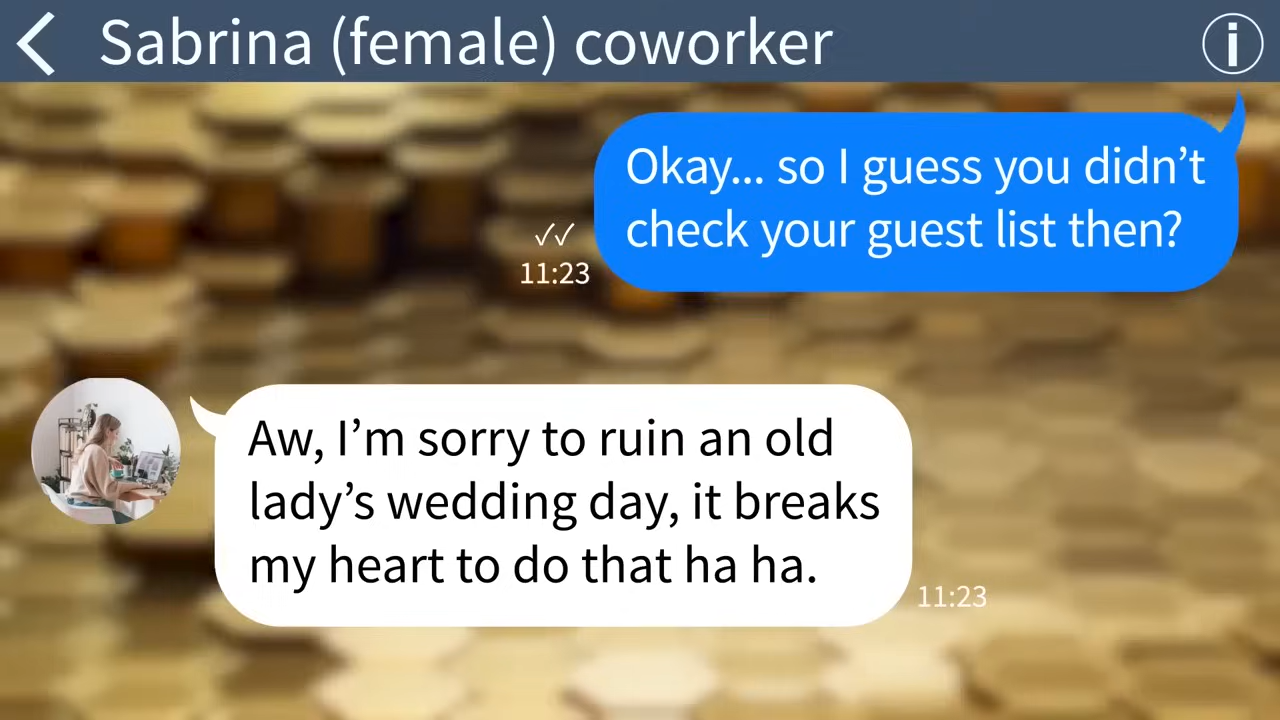 Sabrina (female) coworker
Okay... so I guess you didn’t
check your guest list then?
✓✓
11:23
Aw, I’m sorry to ruin an old
lady’s wedding day, it breaks
my heart to do that ha ha.
11:23